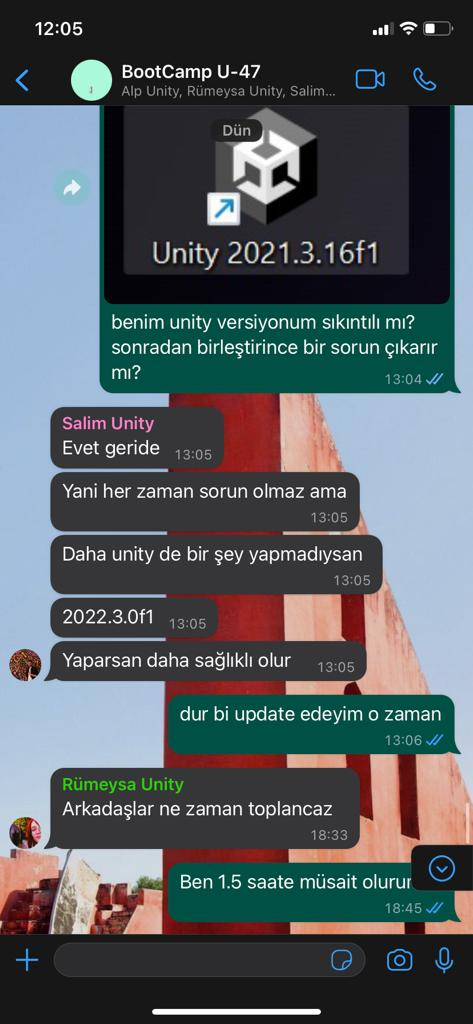 12:05
BootCamp U-47
Alp Unity, Rümeysa Unity, Salim...
Dün
Unity 2021.3.16f1
benim unity versiyonum sıkıntılı mı?
sonradan birleştirince bir sorun çıkarır
mı?
13:04
Salim Unity
Evet geride 13:05
Yani her zaman sorun olmaz ama
13:05
Daha unity de bir şey yapmadıysan
13:05
2022.3.0f1 13:05
Yaparsan daha sağlıklı olur 13:05
dur bi update edeyim o zaman
13:06
Rümeysa Unity
Arkadaşlar ne zaman toplancaz
18:33
Ben 1.5 saate müsait
18:45